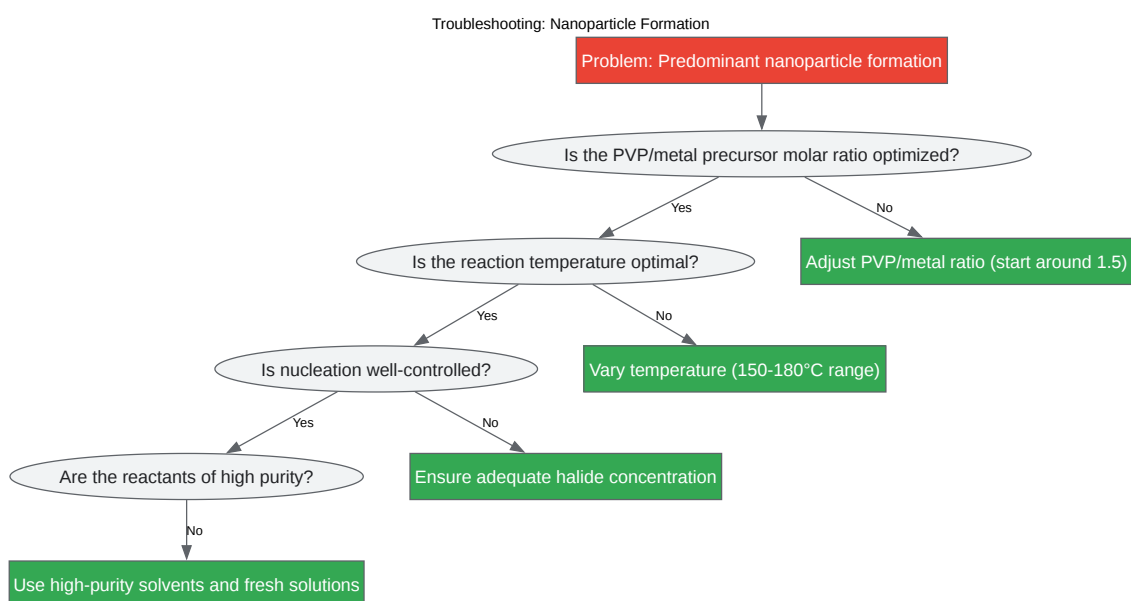 Troubleshooting: Nanoparticle Formation
Problem: Predominant nanoparticle formation
Is the PVP/metal precursor molar ratio optimized?
Yes
No
Is the reaction temperature optimal?
Adjust PVP/metal ratio (start around 1.5)
Yes
No
Is nucleation well-controlled?
Vary temperature (150-180°C range)
Yes
No
Are the reactants of high purity?
Ensure adequate halide concentration
No
Use high-purity solvents and fresh solutions